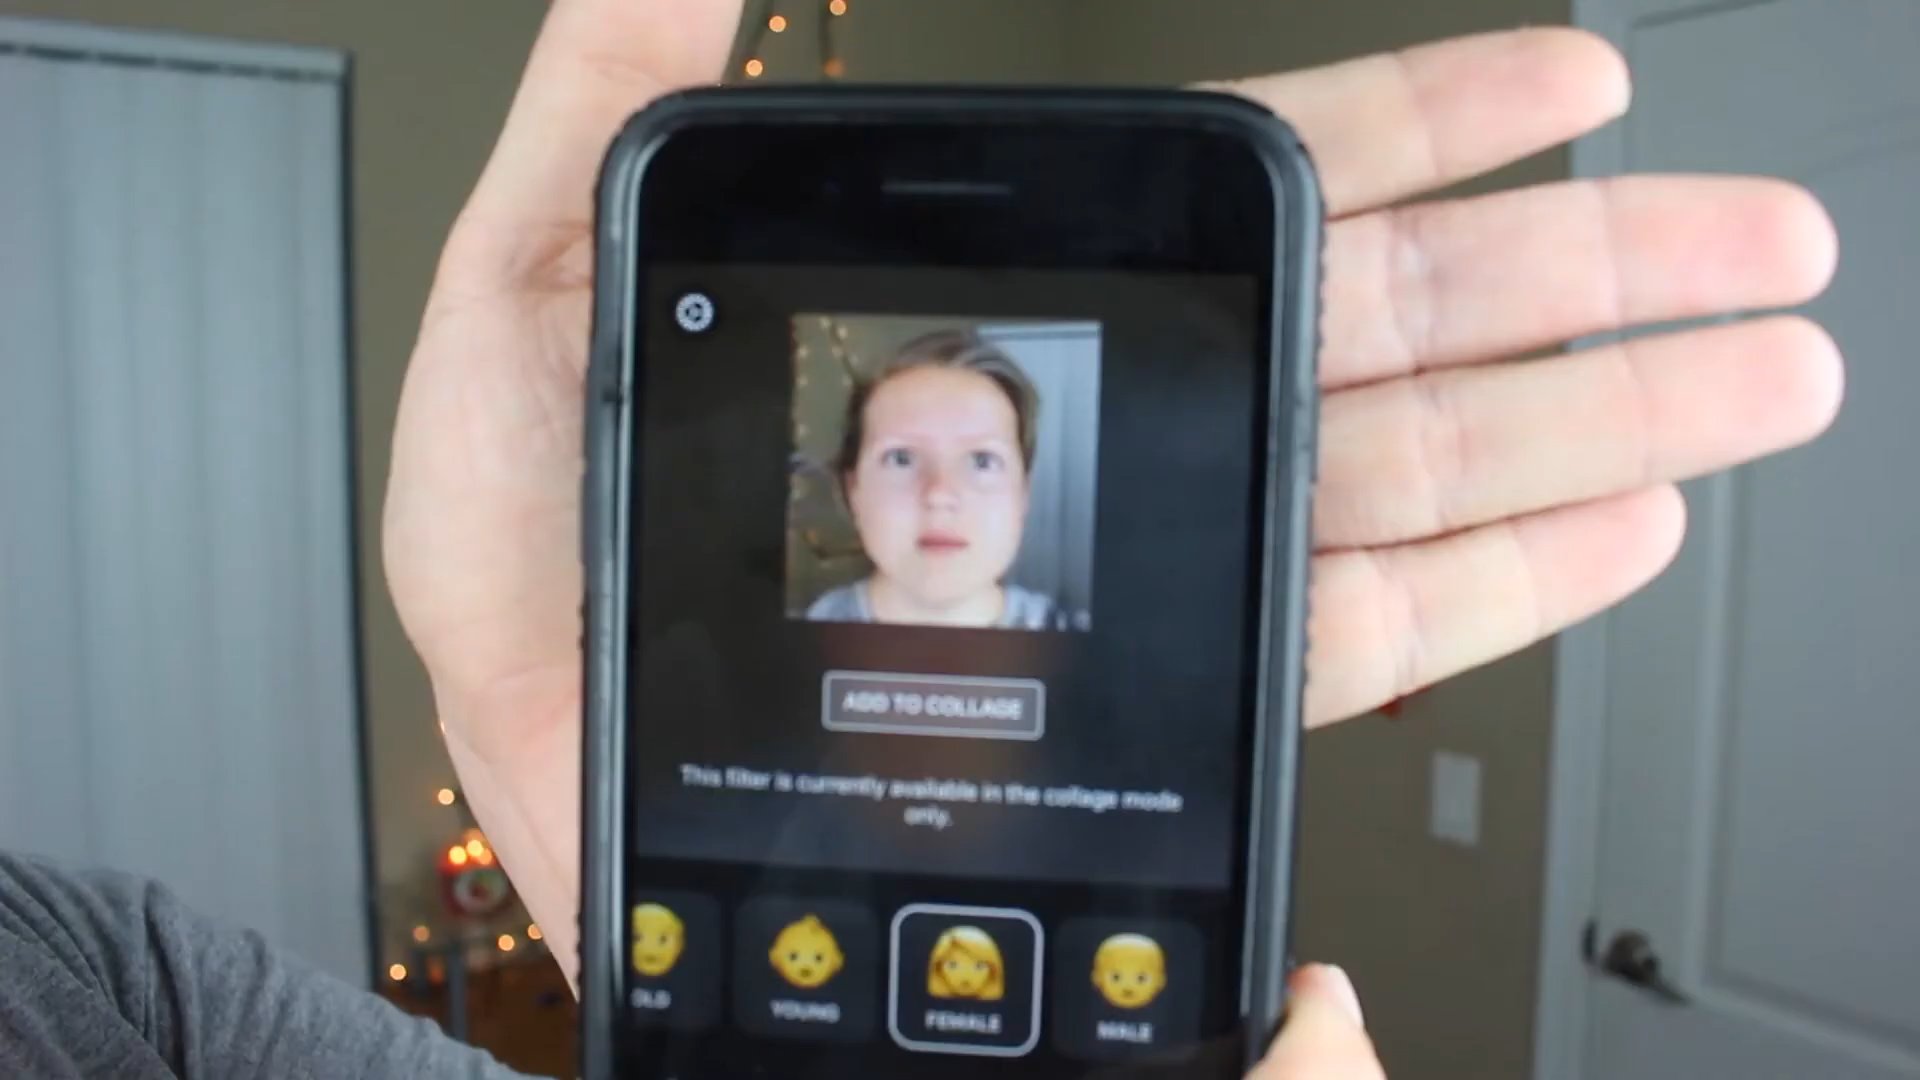 ADD TO COLLAGE
This filter is currently available in the collage mode
only.
OLD
YOUNG
FEMALE
MALE